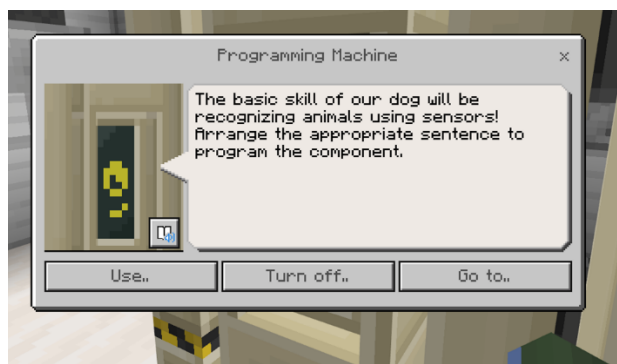 Programming Machine
x
The basic skill of our dog will be
recognizing animals using sensors!
Arrange the appropriate sentence to
program the component.
Use..
Turn off..
Go to..